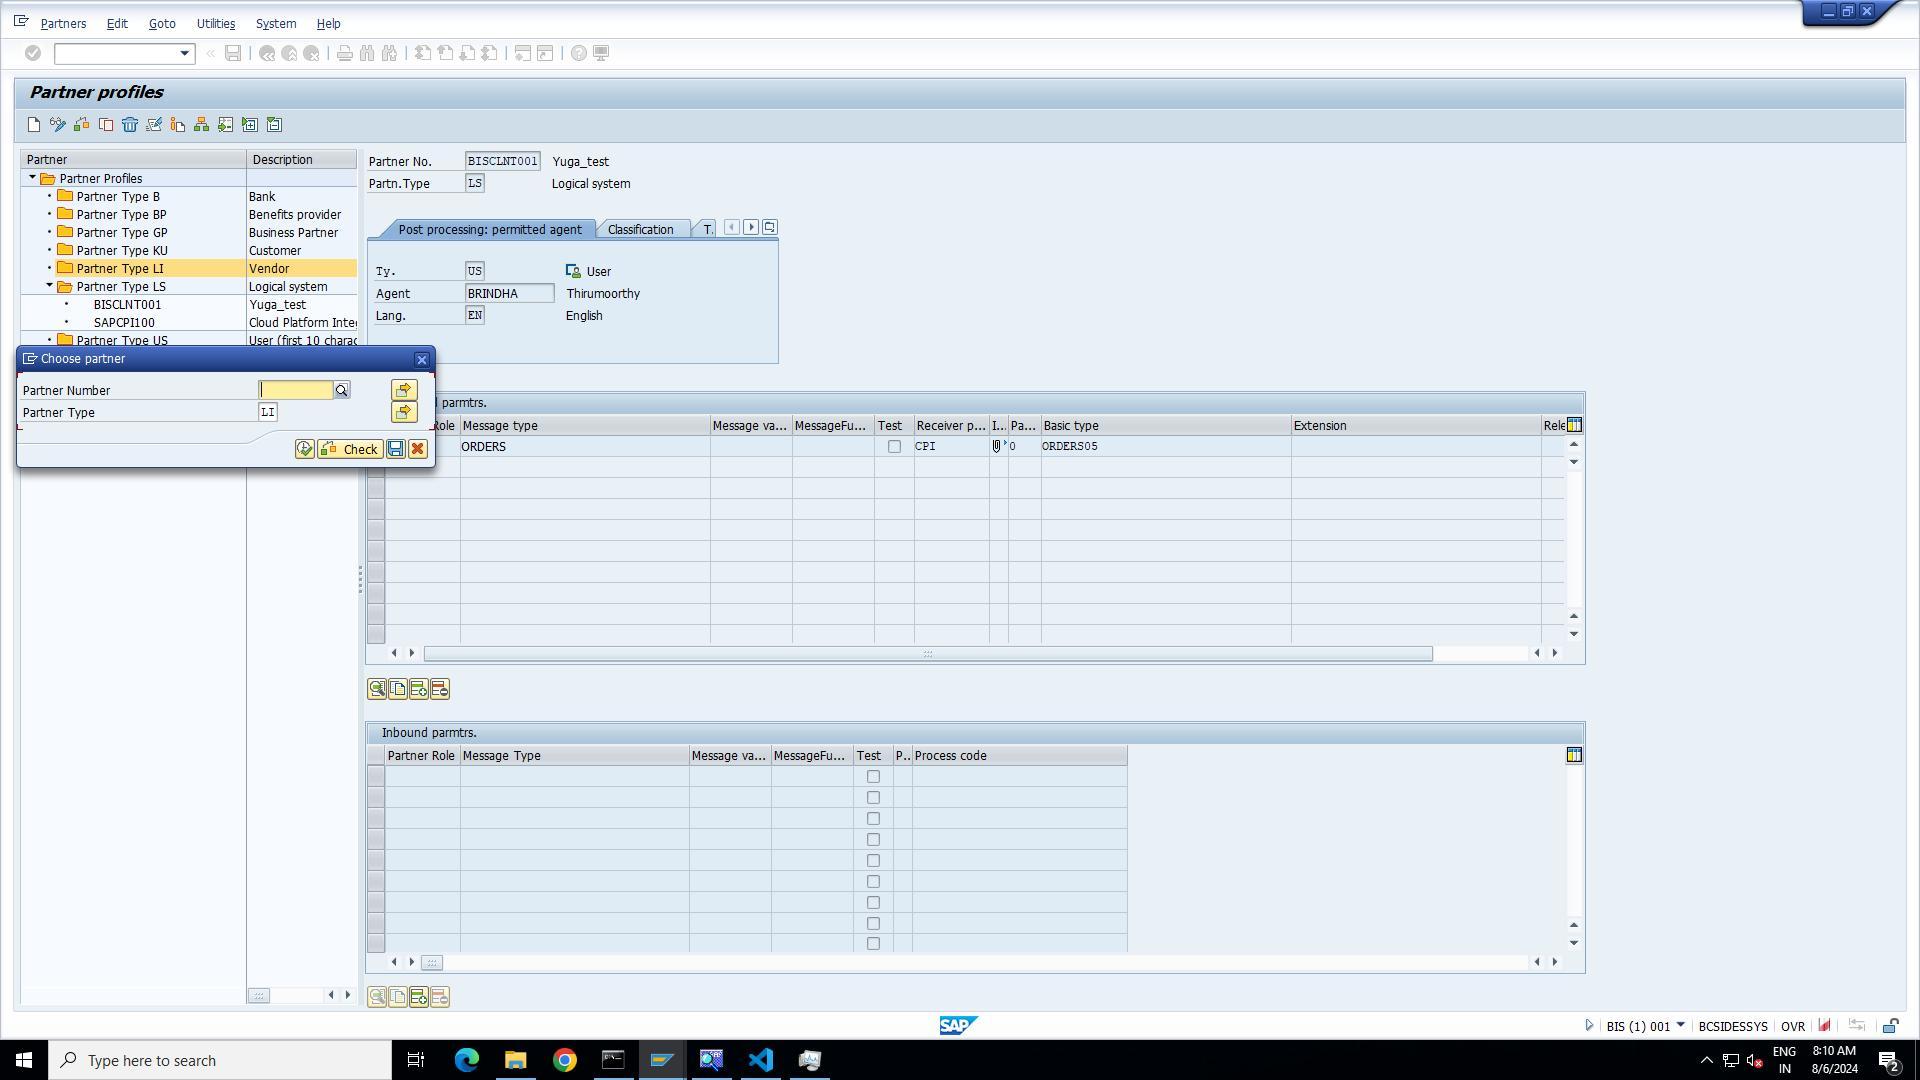 Partners Edit Goto Utilities System Help
Partner profiles
Partner Description
Partner Profiles
Partner Type B Bank
Partner Type BP Benefits provider
Partner Type GP Business Partner
Partner Type KU Customer
Partner Type LI Vendor
Partner Type LS Logical system
BISCLNT001 Yuga_test
SAPCPI100 Cloud Platform Integ
Partner Type US User (first 10 charac
Partner No. BISCLNT001 Yuga_test
Partn.Type LS Logical system
Post processing: permitted agent Classification T.
Ty. US User
Agent BRINDHA Thirumoorthy
Lang. EN English
Choose partner
Partner Number
Partner Type LI
Check
parmtrs.
Role Message type Message va... MessageFu... Test Receiver p... I... Pa... Basic type Extension Rele
ORDERS CPI 0 ORDERS05
Inbound parmtrs.
Partner Role Message Type Message va... MessageFu... Test P.. Process code
SAP
BIS (1) 001 BCSIDESSYS OVR
Type here to search
ENG
IN
8:10 AM
8/6/2024
2